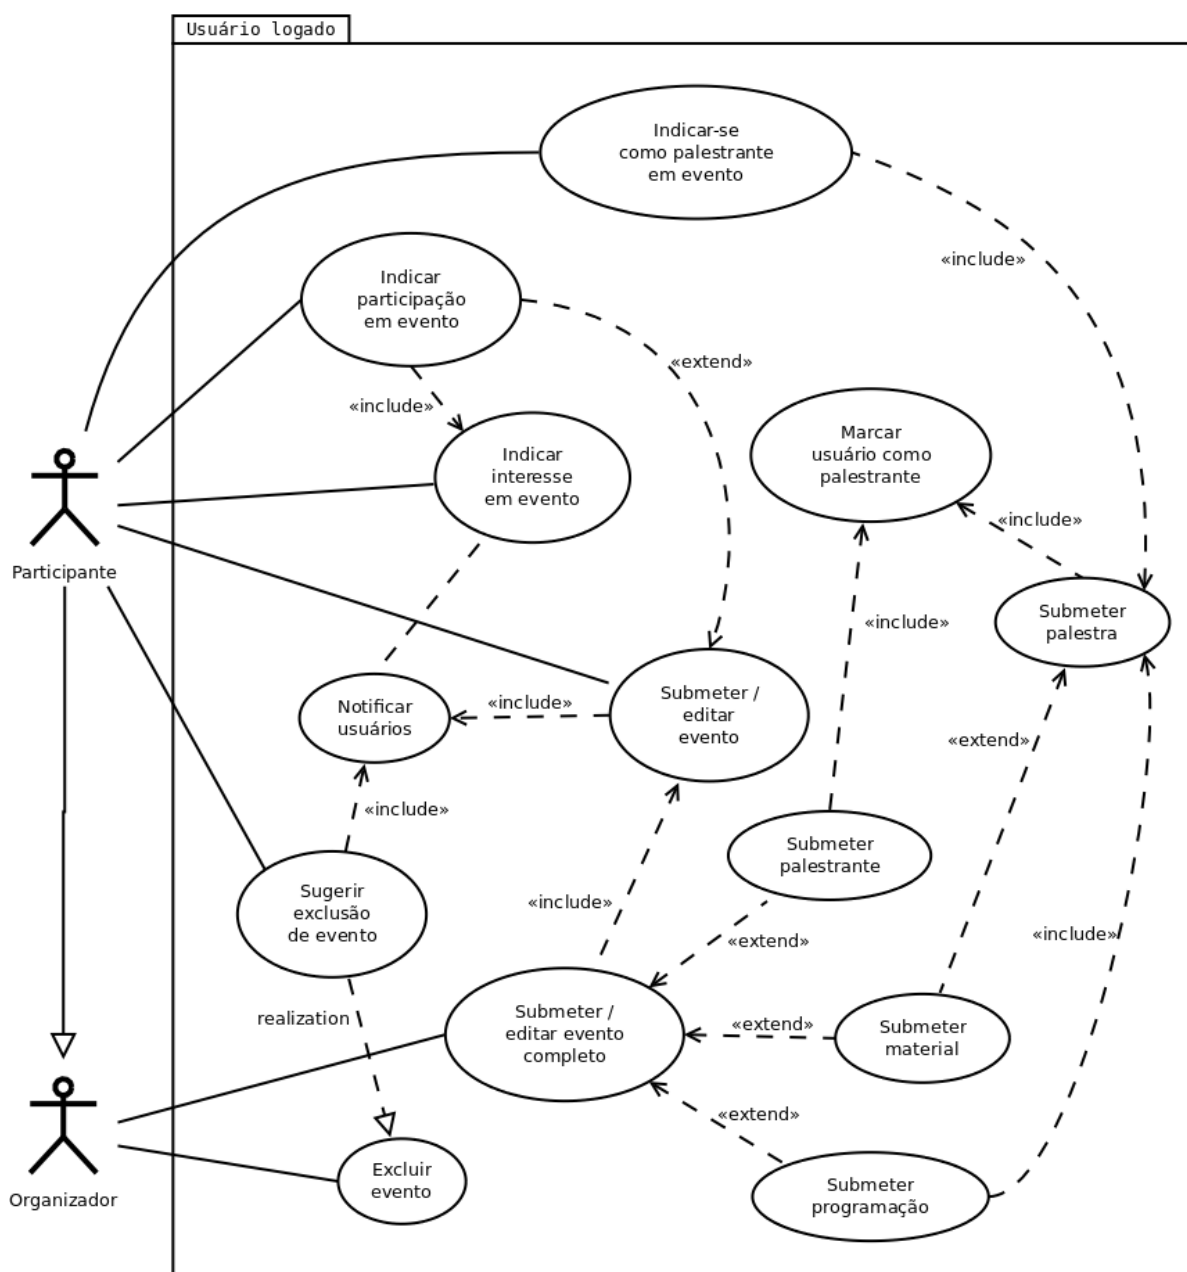 Usuário logado
Indicar-se
como palestrante
em evento
«include»
Indicar
participação
em evento
«extend»
«include»
Indicar
interesse
em evento
Marcar
usuário como
palestrante
«include»
Participante
Submeter
palestra
«include»
Notificar
usuários
«include»
Submeter /
editar
evento
«extend»
«include»
Submeter
palestrante
Sugerir
exclusão
de evento
«include»
«extend»
«include»
realization
Submeter /
editar evento
completo
«extend»
Submeter
material
«extend»
Organizador
Excluir
evento
Submeter
programação